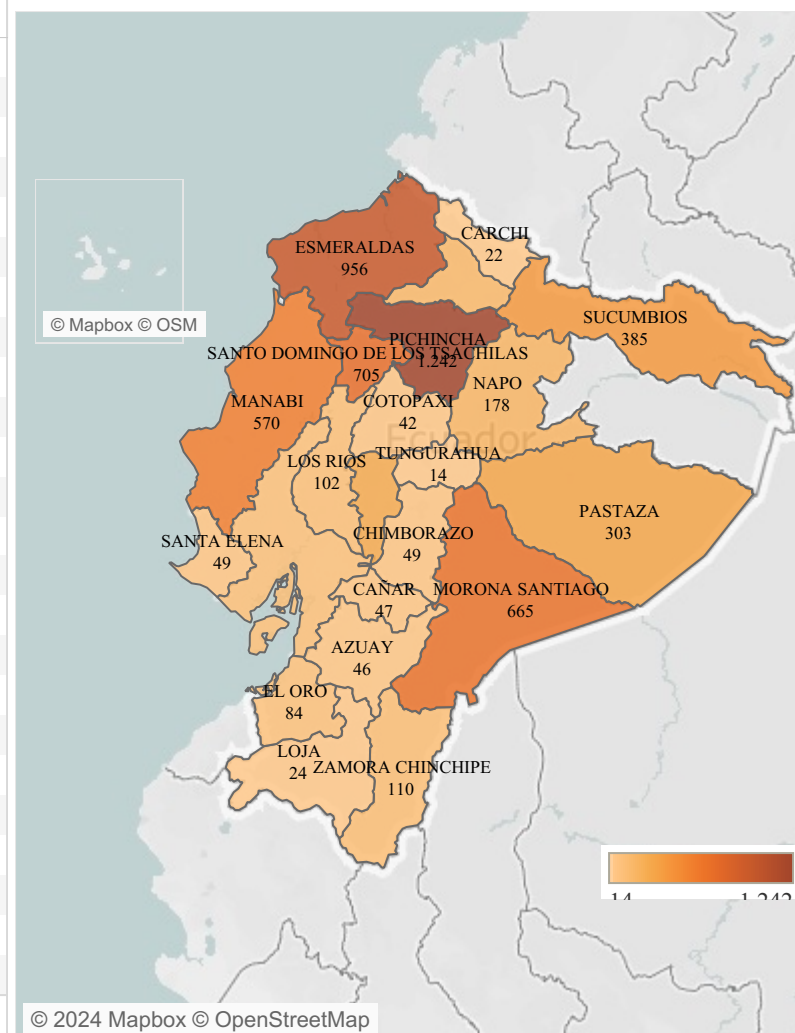 CARCHI
22
ESMERALDAS
956
© Mapbox © OSM
SUCUMBIOS
385
PICHINCHA
1.242
SANTO DOMINGO DE LOS TSACHILAS
705
NAPO
178
MANABI
570
COTOPAXI
42
Ecuador
TUNGURAHUA
14
LOS RIOS
102
PASTAZA
303
CHIMBORAZO
49
SANTA ELENA
49
CAÑAR
47
MORONA SANTIAGO
665
AZUAY
46
EL ORO
84
LOJA
24
ZAMORA CHINCHIPE
110
14 1.242
© 2024 Mapbox © OpenStreetMap